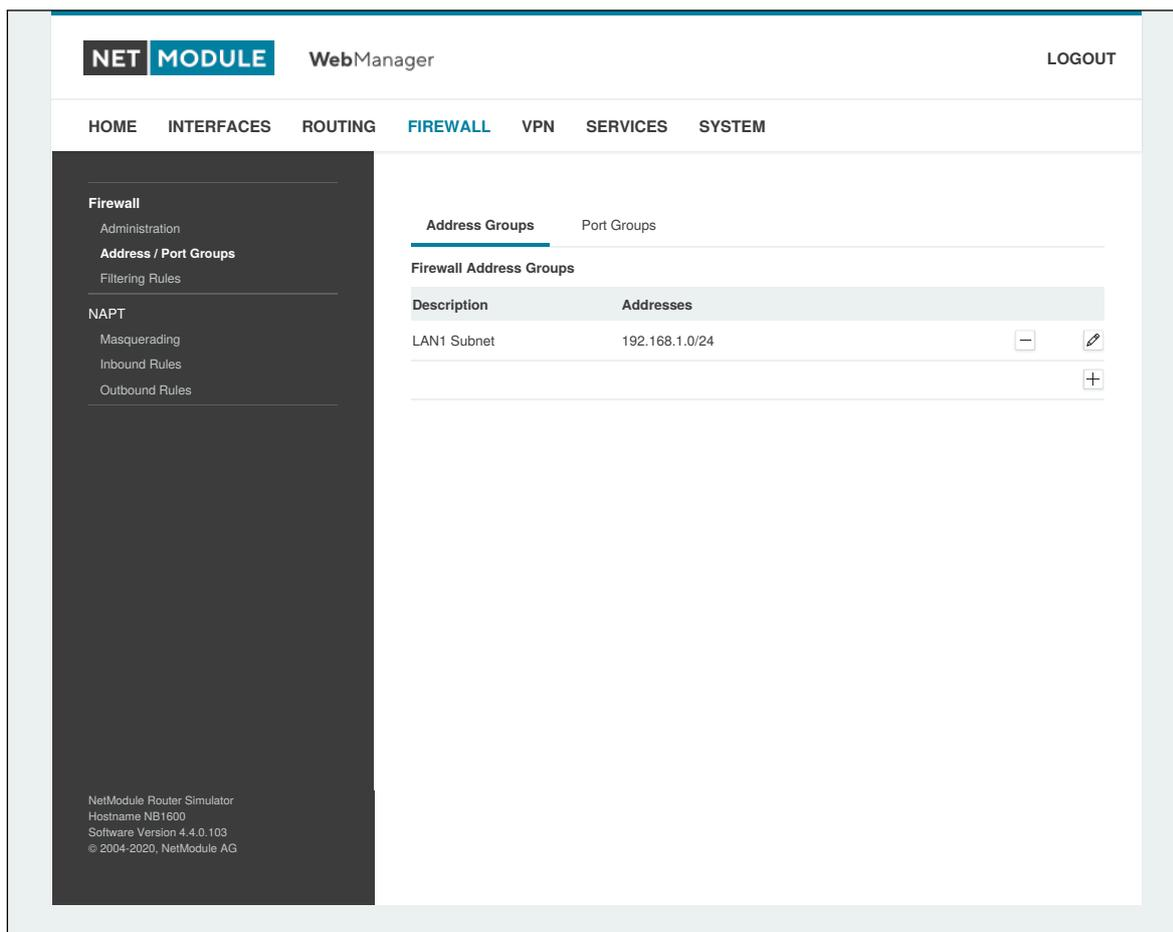 NET MODULE WebManager LOGOUT
HOME INTERFACES ROUTING FIREWALL VPN SERVICES SYSTEM
Firewall
Administration
Address / Port Groups
Filtering Rules
NAPT
Masquerading
Inbound Rules
Outbound Rules
Address Groups Port Groups
Firewall Address Groups
Description Addresses
LAN1 Subnet 192.168.1.0/24
NetModule Router Simulator
Hostname NB1600
Software Version 4.4.0.103
© 2004-2020, NetModule AG